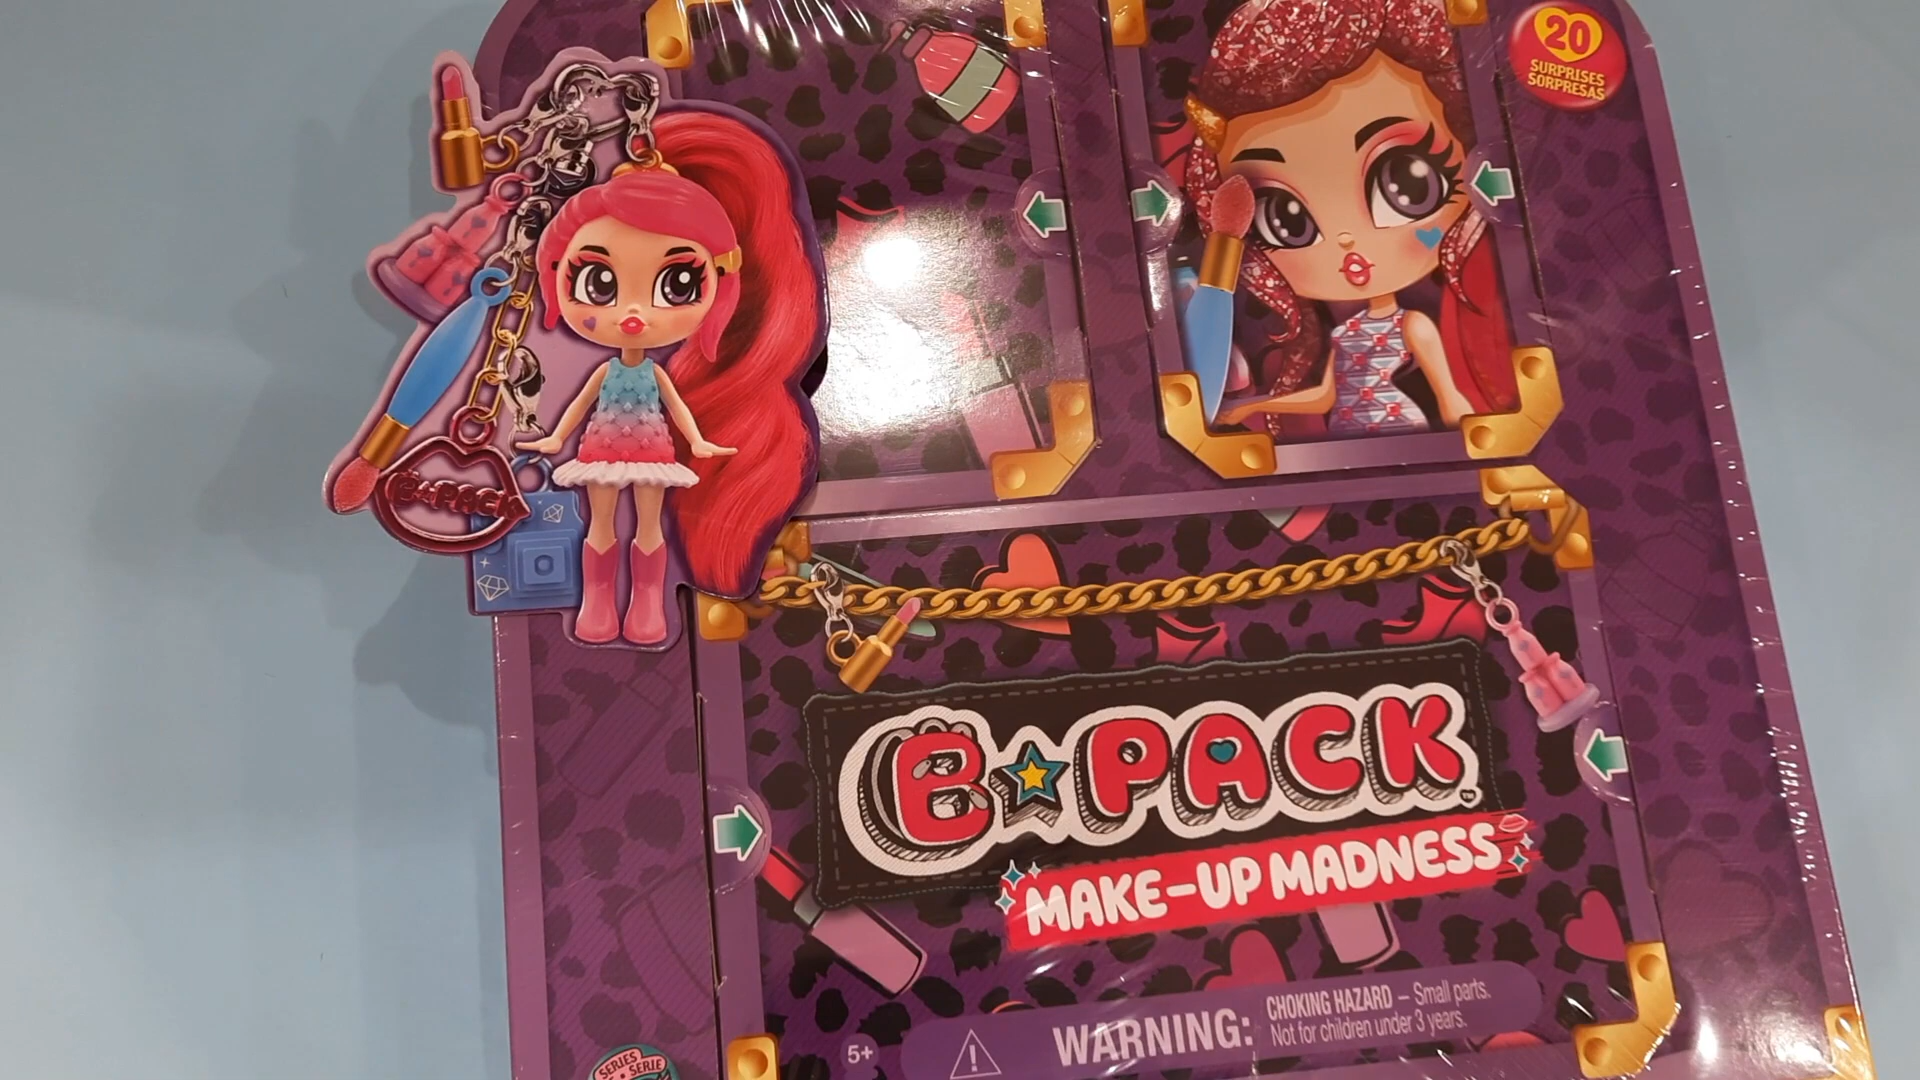 20
SURPRISES
SORPRESAS
B★PACK
B★PACK™
MAKE-UP MADNESS
5+
WARNING:
CHOKING HAZARD – Small parts.
Not for children under 3 years.
SERIES
SERIE